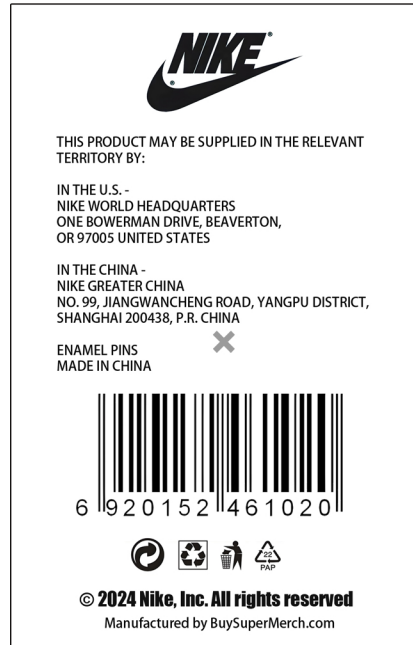 NIKE
THIS PRODUCT MAY BE SUPPLIED IN THE RELEVANT
TERRITORY BY:
IN THE U.S. -
NIKE WORLD HEADQUARTERS
ONE BOWERMAN DRIVE, BEAVERTON,
OR 97005 UNITED STATES
IN THE CHINA -
NIKE GREATER CHINA
NO. 99, JIANGWANCHENG ROAD, YANGPU DISTRICT,
SHANGHAI 200438, P.R. CHINA
ENAMEL PINS
MADE IN CHINA
6 920152 461020
22
PAP
© 2024 Nike, Inc. All rights reserved
Manufactured by BuySuperMerch.com